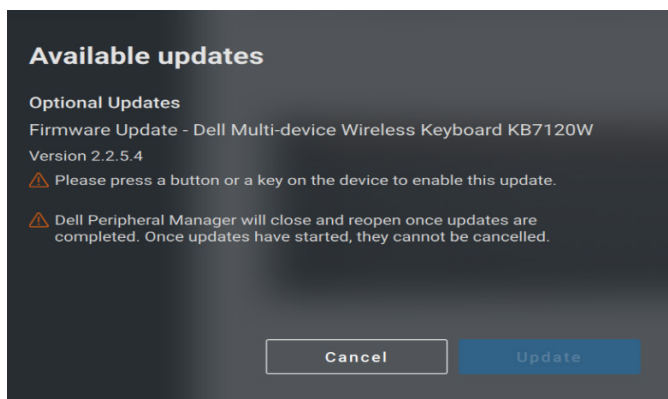 Available updates
Optional Updates
Firmware Update - Dell Multi-device Wireless Keyboard KB7120W
Version 2.2.5.4
Please press a button or a key on the device to enable this update.
Dell Peripheral Manager will close and reopen once updates are
completed. Once updates have started, they cannot be cancelled.
Cancel Update